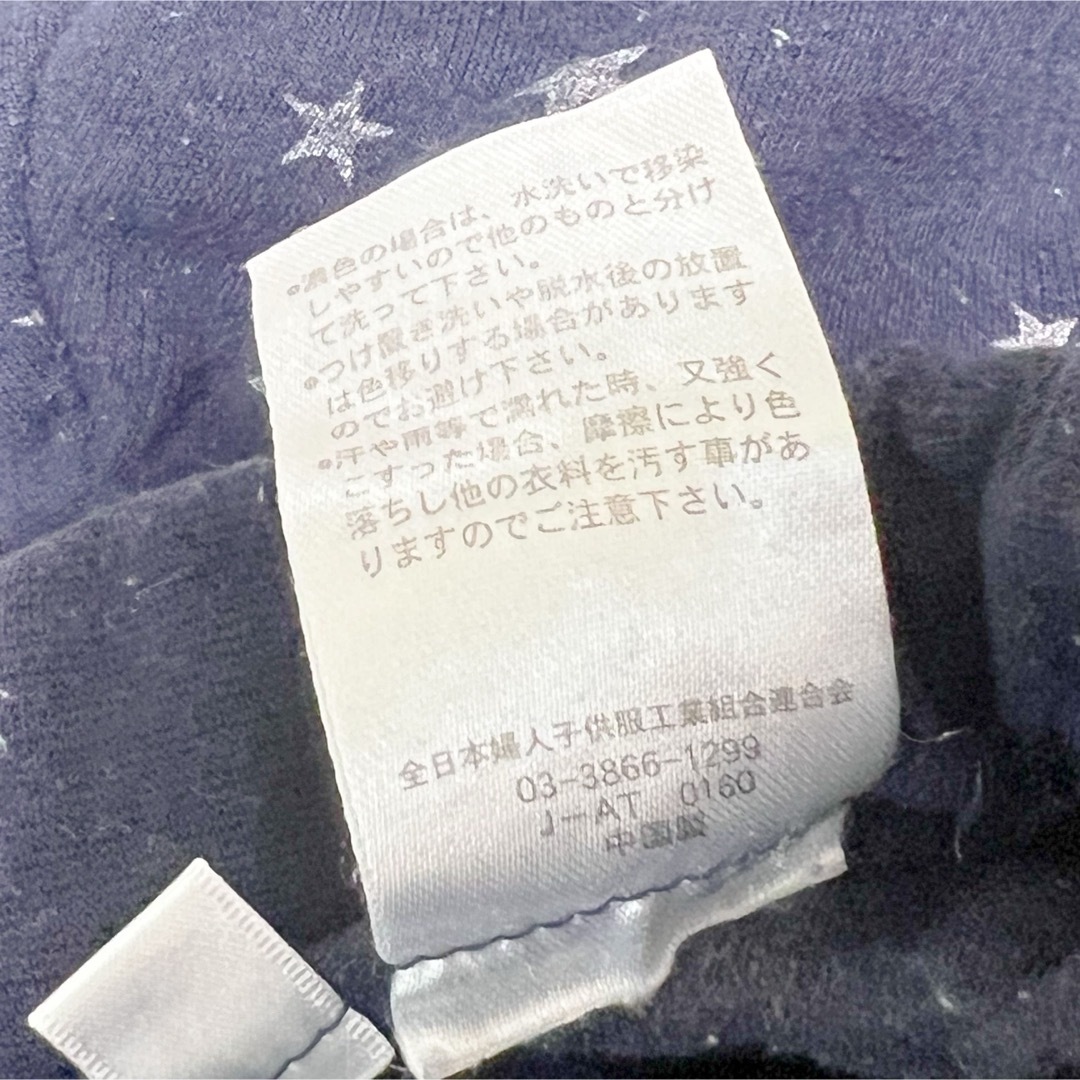 ●濃色の場合は、水洗いで移染
しやすいので他のものと分け
て洗って下さい。
●つけ置き洗いや脱水後の放置
は色移りする場合があります
のでお避け下さい。
●汗や雨等で濡れた時、又強く
こすった場合、摩擦により色
落ちし他の衣料を汚す事があ
りますのでご注意下さい。
全日本婦人子供服工業組合連合会
03-3866-1299
J-AT 0160
中国製